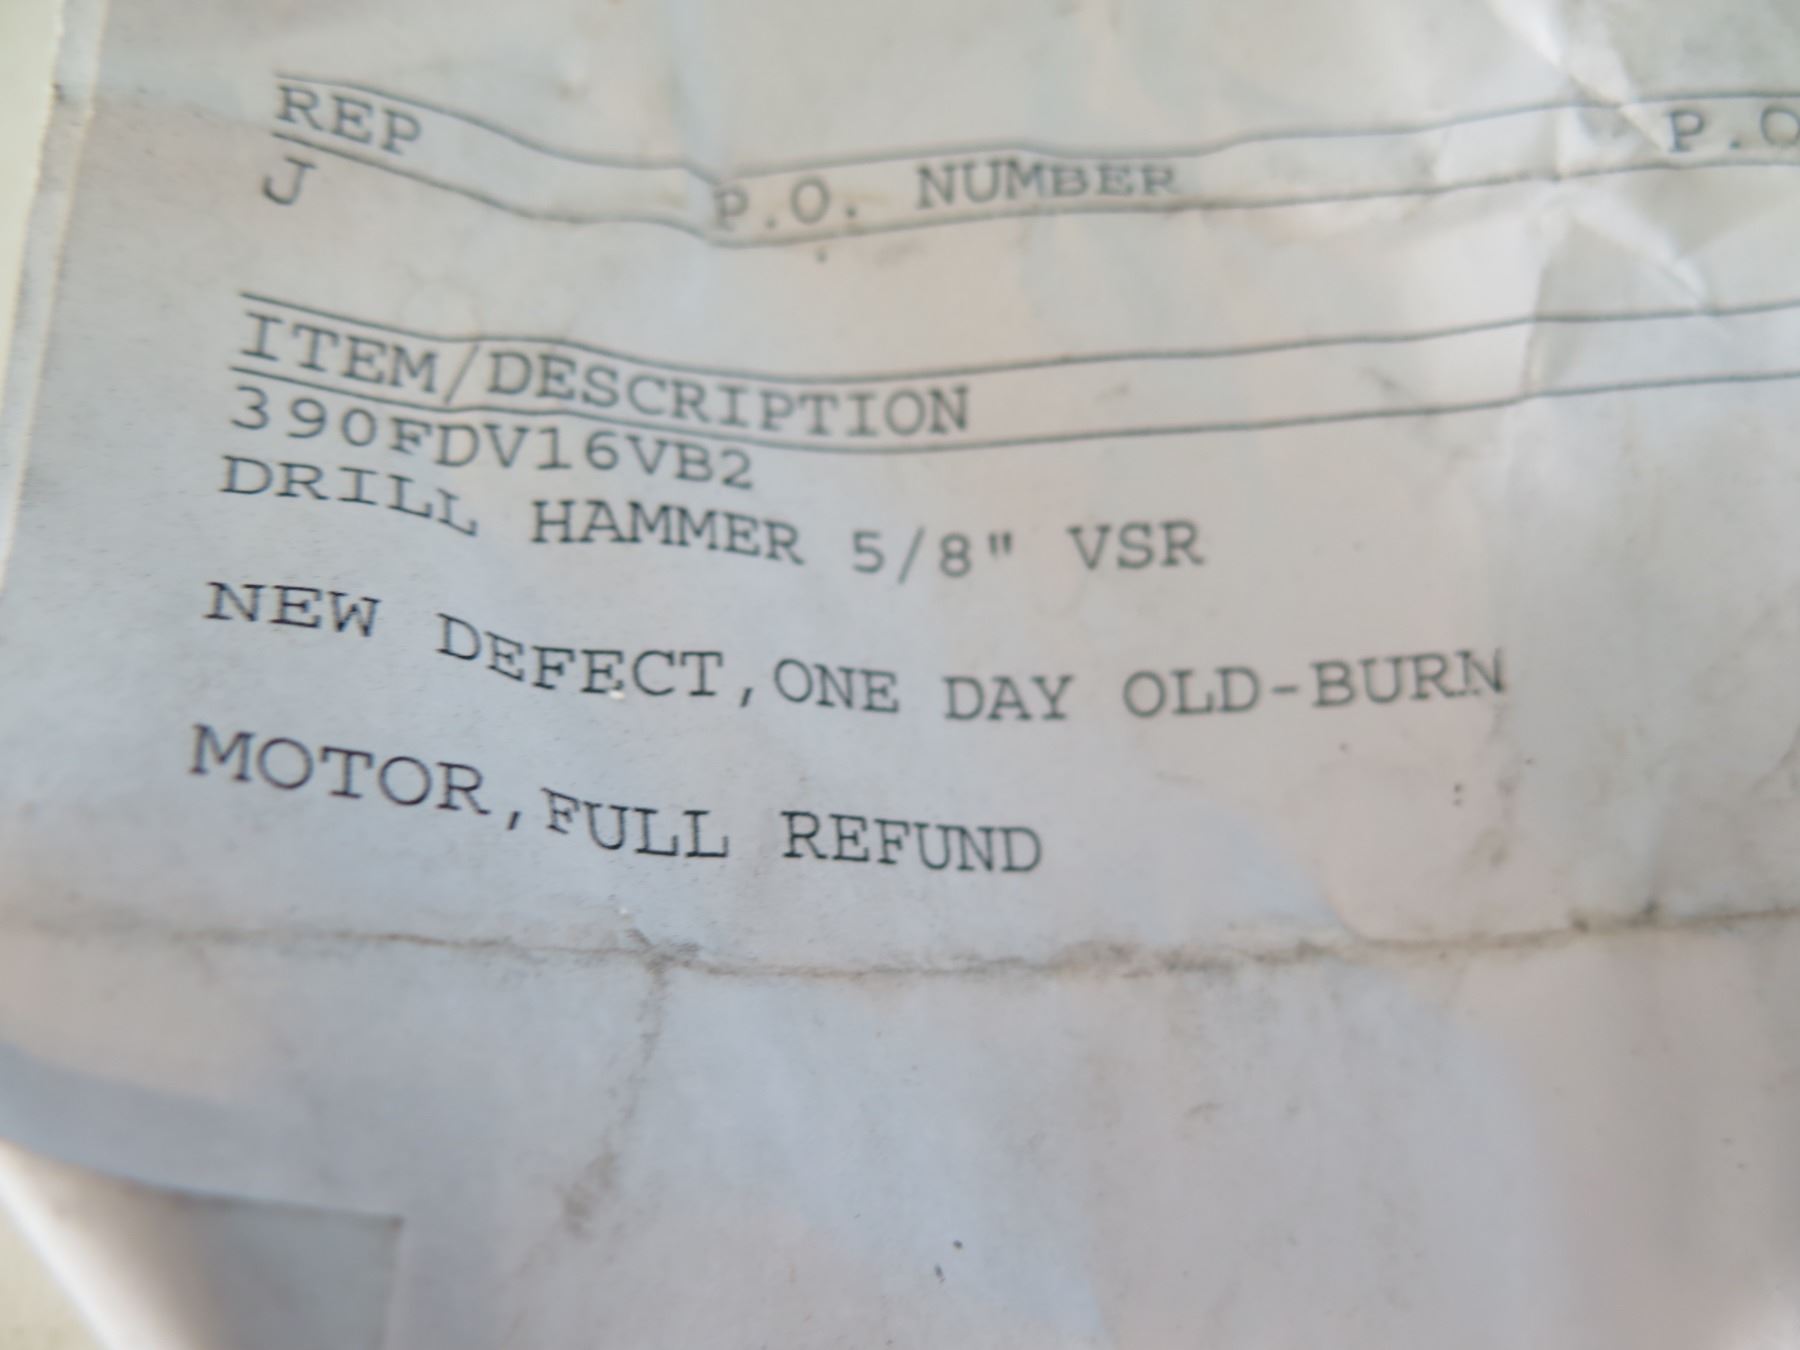 REP P.O. NUMBER P.O
J
ITEM/DESCRIPTION
390FDV16VB2
DRILL HAMMER 5/8" VSR
NEW DEFECT,ONE DAY OLD-BURN
MOTOR,FULL REFUND